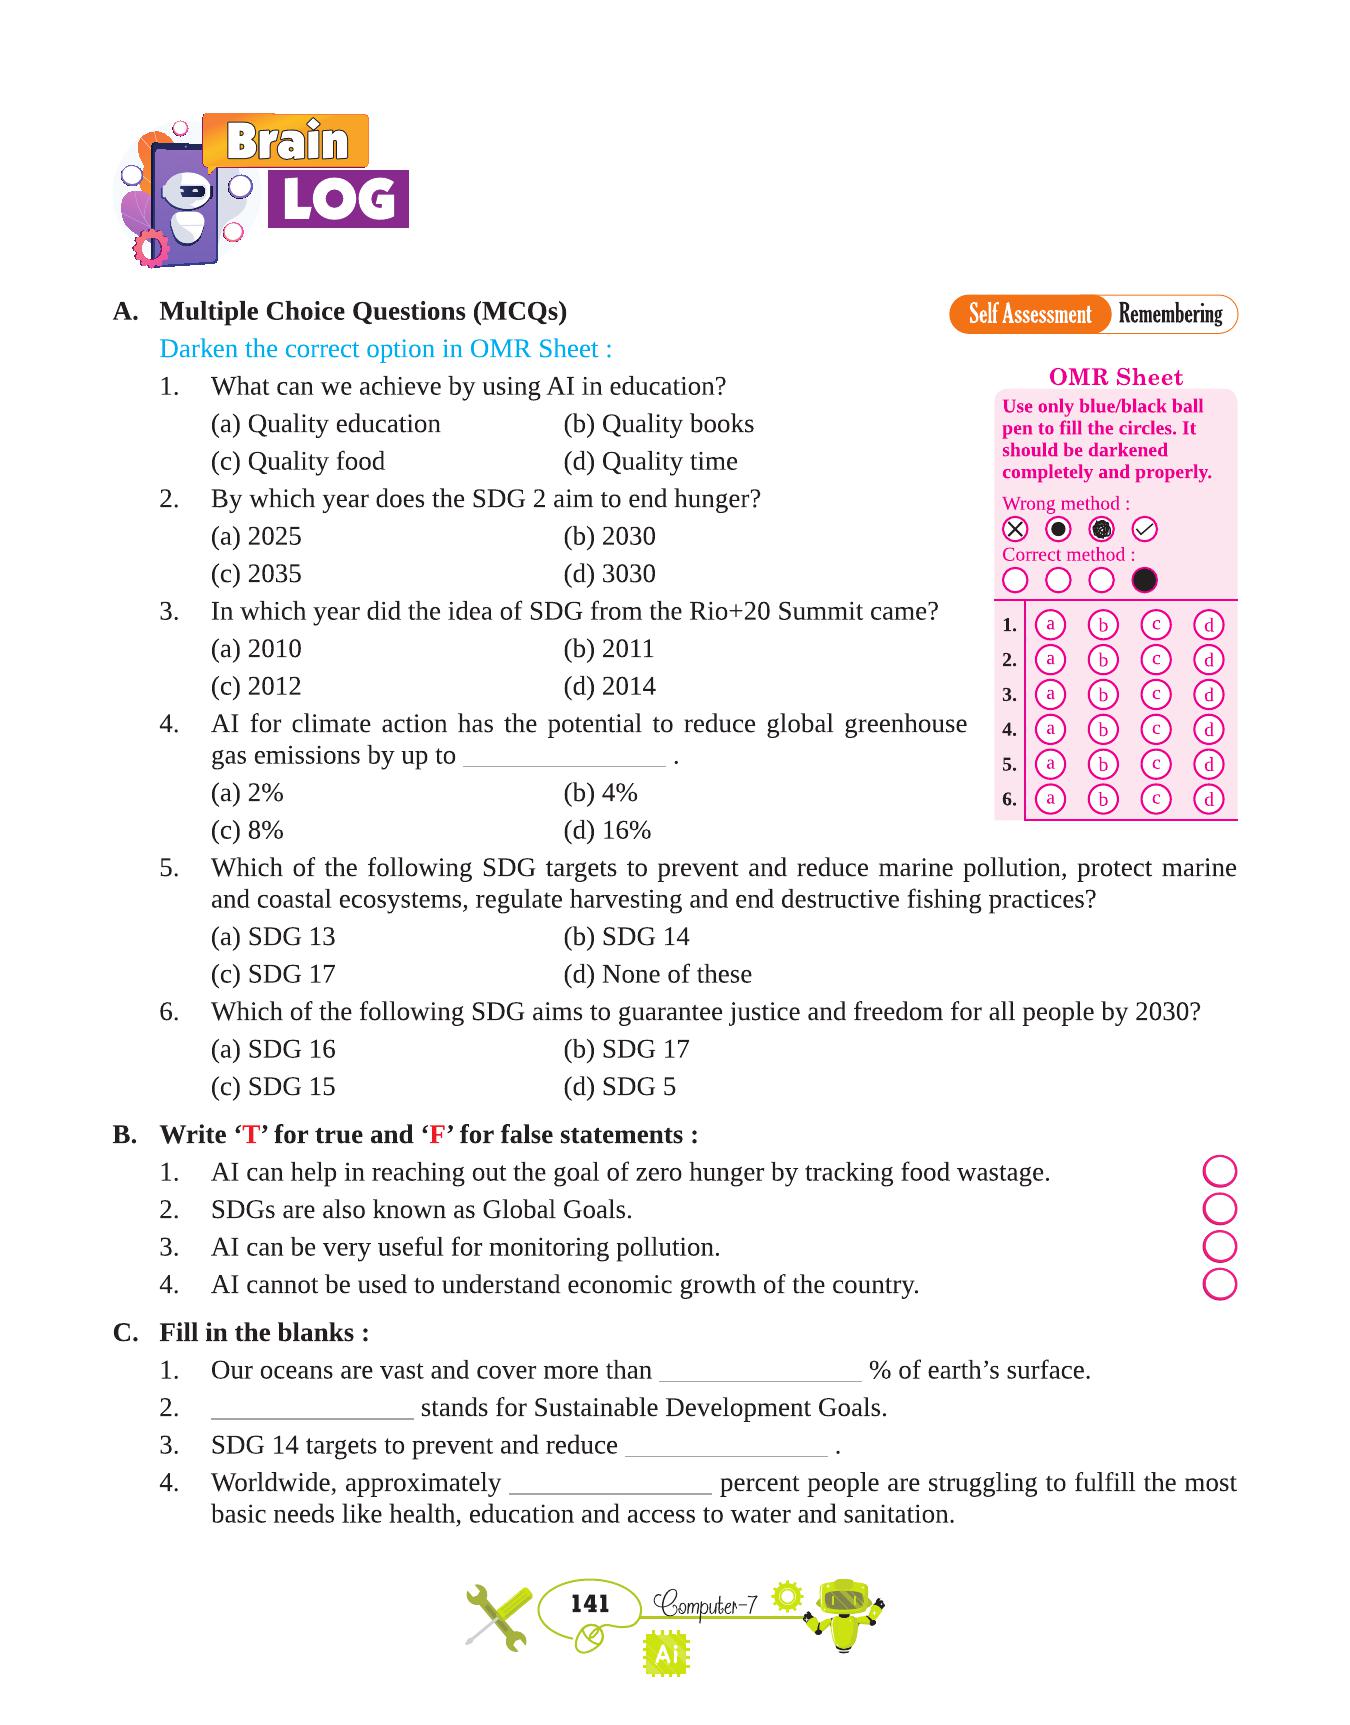 Brain
LOG
A. Multiple Choice Questions (MCQs)
Self Assessment Remembering
Darken the correct option in OMR Sheet :
1. What can we achieve by using AI in education?
(a) Quality education (b) Quality books
(c) Quality food (d) Quality time
2. By which year does the SDG 2 aim to end hunger?
(a) 2025 (b) 2030
(c) 2035 (d) 3030
3. In which year did the idea of SDG from the Rio+20 Summit came?
(a) 2010 (b) 2011
(c) 2012 (d) 2014
4. AI for climate action has the potential to reduce global greenhouse
gas emissions by up to _______________ .
(a) 2% (b) 4%
(c) 8% (d) 16%
OMR Sheet
Use only blue/black ball
pen to fill the circles. It
should be darkened
completely and properly.
Wrong method :
Correct method :
1. a b c d
2. a b c d
3. a b c d
4. a b c d
5. a b c d
6. a b c d
5. Which of the following SDG targets to prevent and reduce marine pollution, protect marine
and coastal ecosystems, regulate harvesting and end destructive fishing practices?
(a) SDG 13 (b) SDG 14
(c) SDG 17 (d) None of these
6. Which of the following SDG aims to guarantee justice and freedom for all people by 2030?
(a) SDG 16 (b) SDG 17
(c) SDG 15 (d) SDG 5
B. Write ‘T’ for true and ‘F’ for false statements :
1. AI can help in reaching out the goal of zero hunger by tracking food wastage.
2. SDGs are also known as Global Goals.
3. AI can be very useful for monitoring pollution.
4. AI cannot be used to understand economic growth of the country.
C. Fill in the blanks :
1. Our oceans are vast and cover more than _______________ % of earth’s surface.
2. _______________ stands for Sustainable Development Goals.
3. SDG 14 targets to prevent and reduce _______________ .
4. Worldwide, approximately _______________ percent people are struggling to fulfill the most
basic needs like health, education and access to water and sanitation.
141 Computer-7
Ai